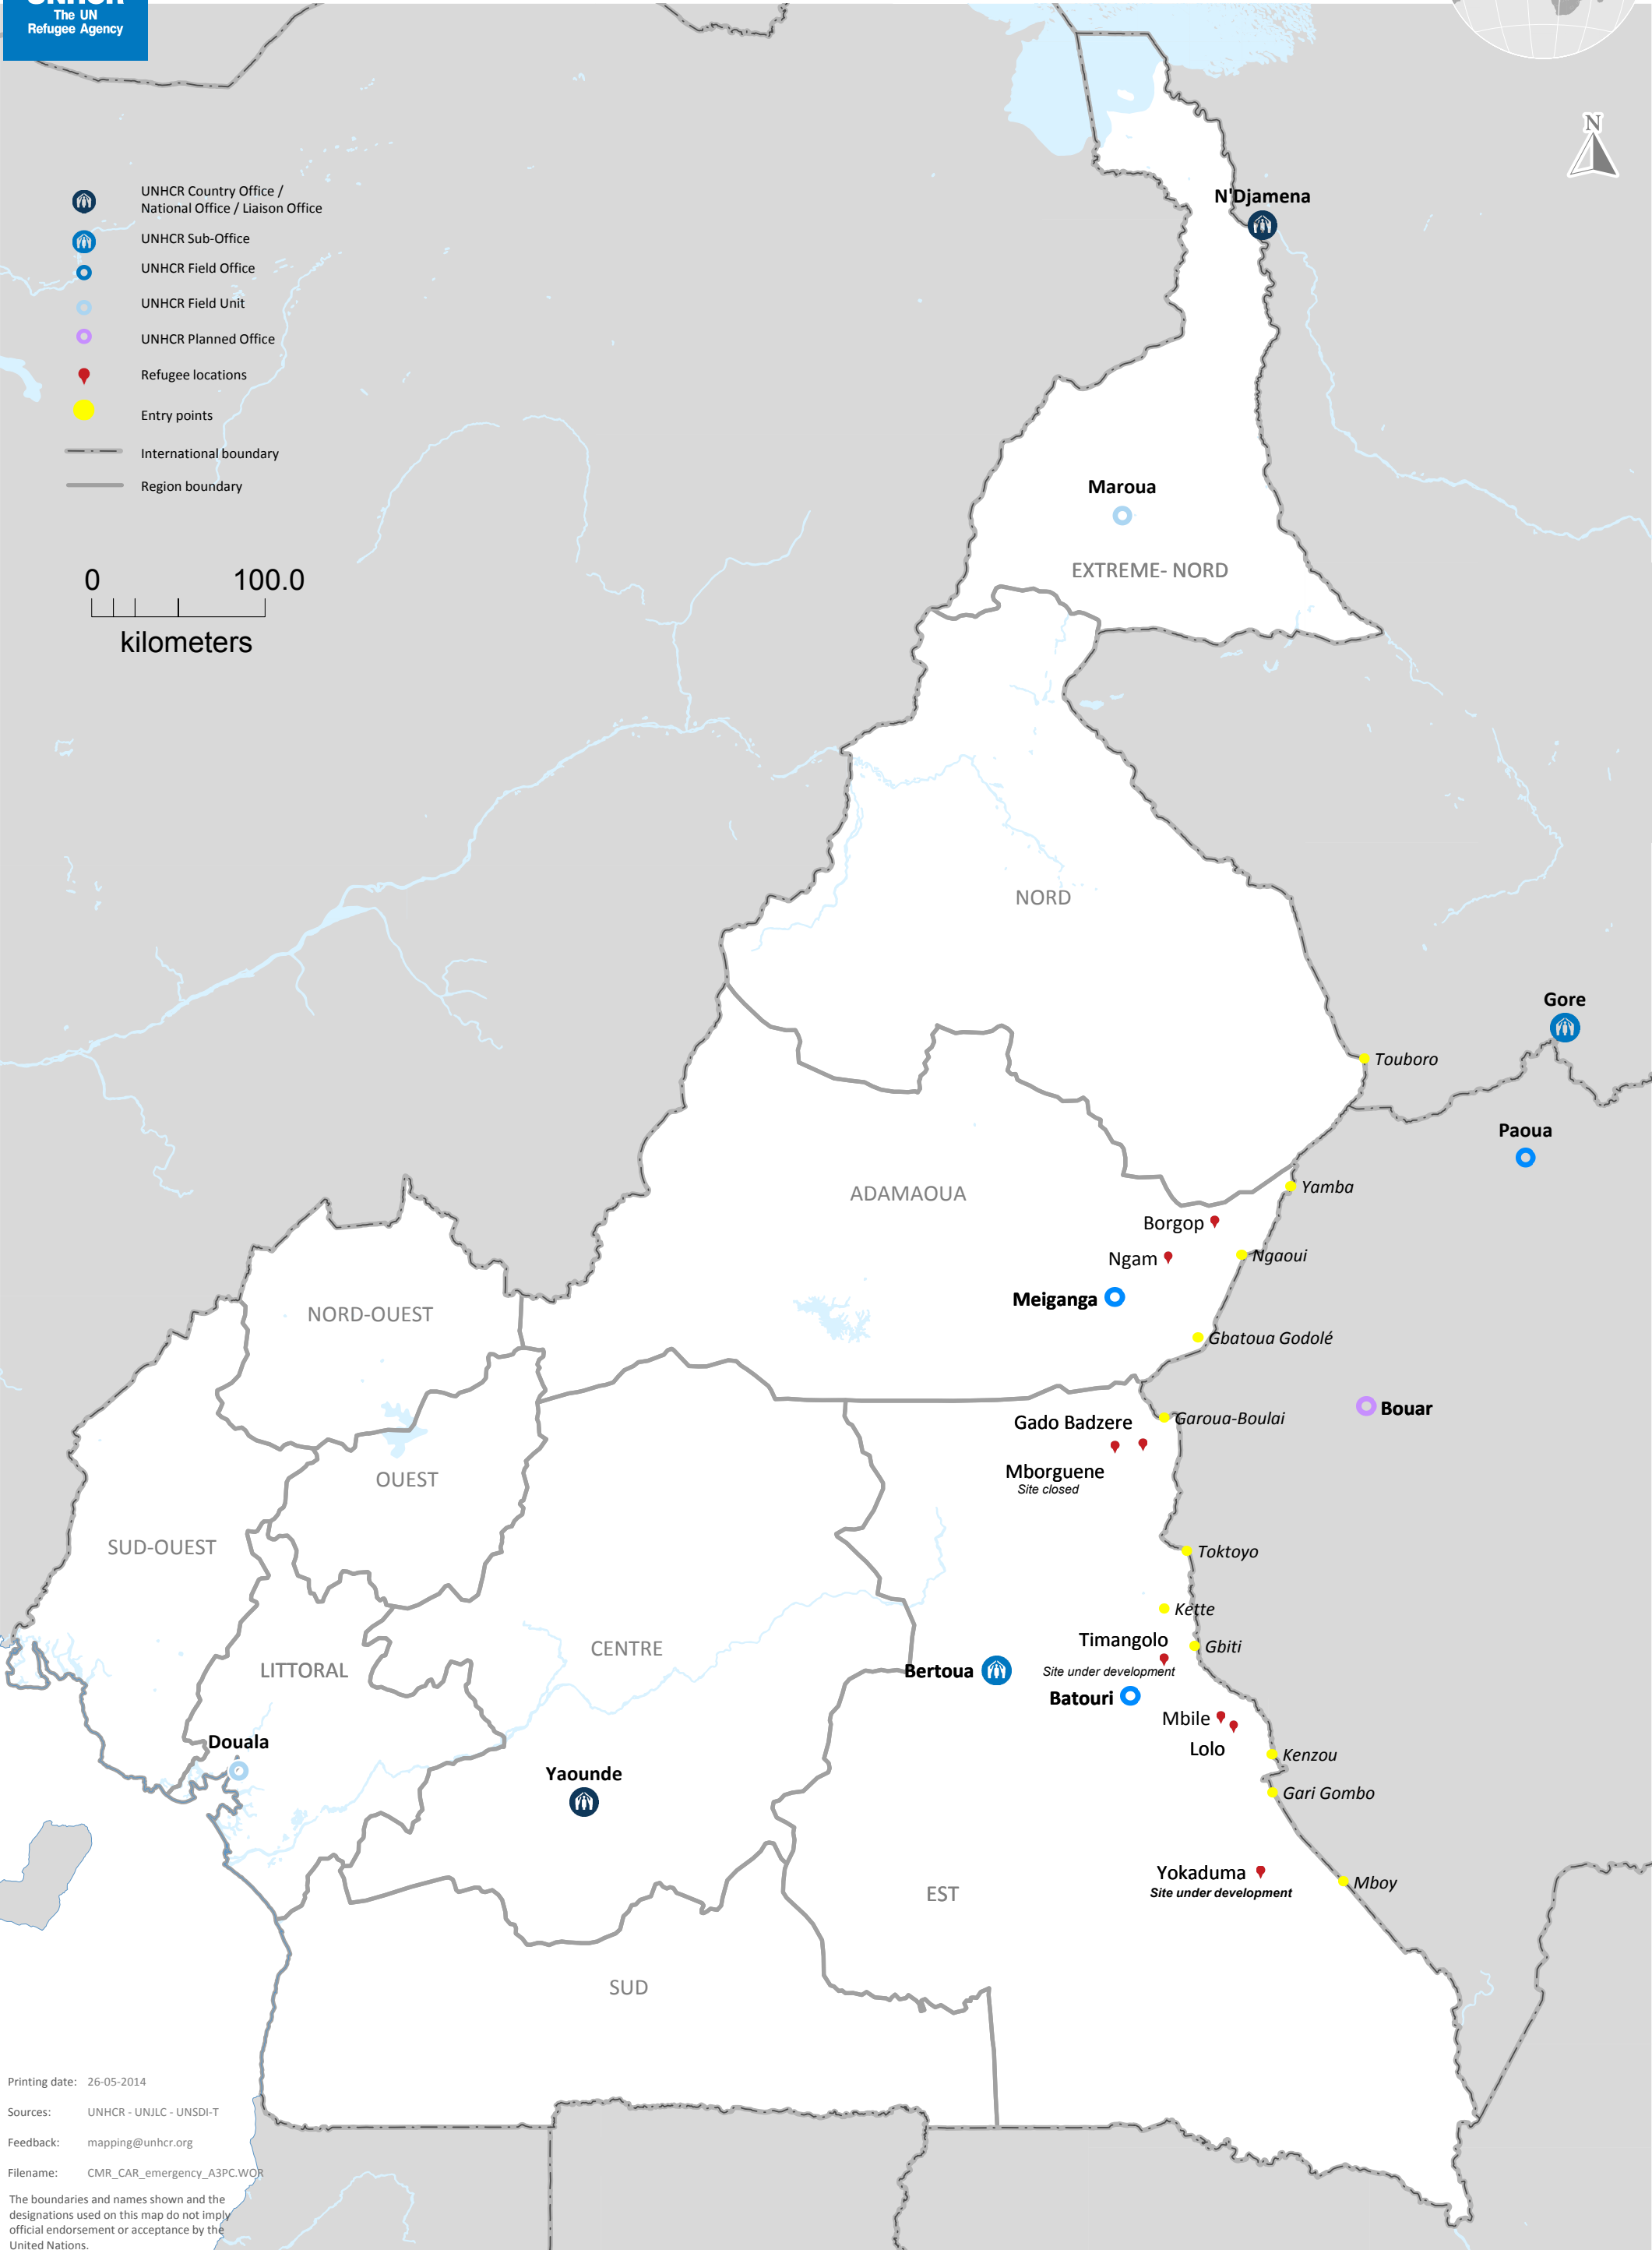 UNHCR
The UN
Refugee Agency
N
N'Djamena
UNHCR Country Office /
National Office / Liaison Office
UNHCR Sub-Office
UNHCR Field Office
UNHCR Field Unit
UNHCR Planned Office
Refugee locations
Entry points
International boundary
Region boundary
0 100.0
kilometers
Maroua
EXTREME- NORD
NORD
Gore
Touboro
Paoua
Yamba
ADAMAOUA
Borgop
Ngaoui
Ngam
Meiganga
NORD-OUEST
Gbatoua Godolé
Bouar
Gado Badzere
Garoua-Boulai
Mborguene
Site closed
OUEST
SUD-OUEST
Toktoyo
Kette
Timangolo
Gbiti
CENTRE
LITTORAL
Bertoua
Site under development
Batouri
Mbile
Lolo
Douala
Kenzou
Yaounde
Gari Gombo
Yokaduma
Site under development
Mboy
EST
SUD
Printing date: 26-05-2014
Sources: UNHCR - UNJLC - UNSDI-T
Feedback: mapping@unhcr.org
Filename: CMR_CAR_emergency_A3PC.WOR
The boundaries and names shown and the
designations used on this map do not imply
official endorsement or acceptance by the
United Nations.